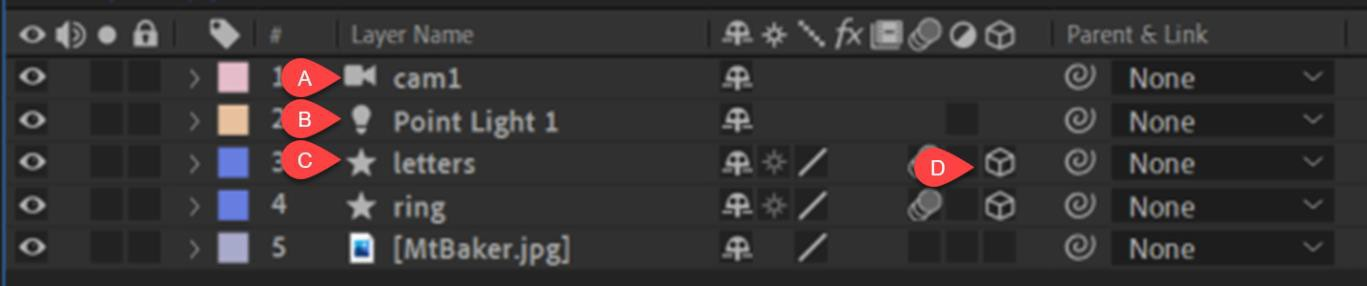 # Layer Name fx Parent & Link
1 A cam1 None
2 B Point Light 1 None
3 C letters D None
4 ring None
5 [MtBaker.jpg] None